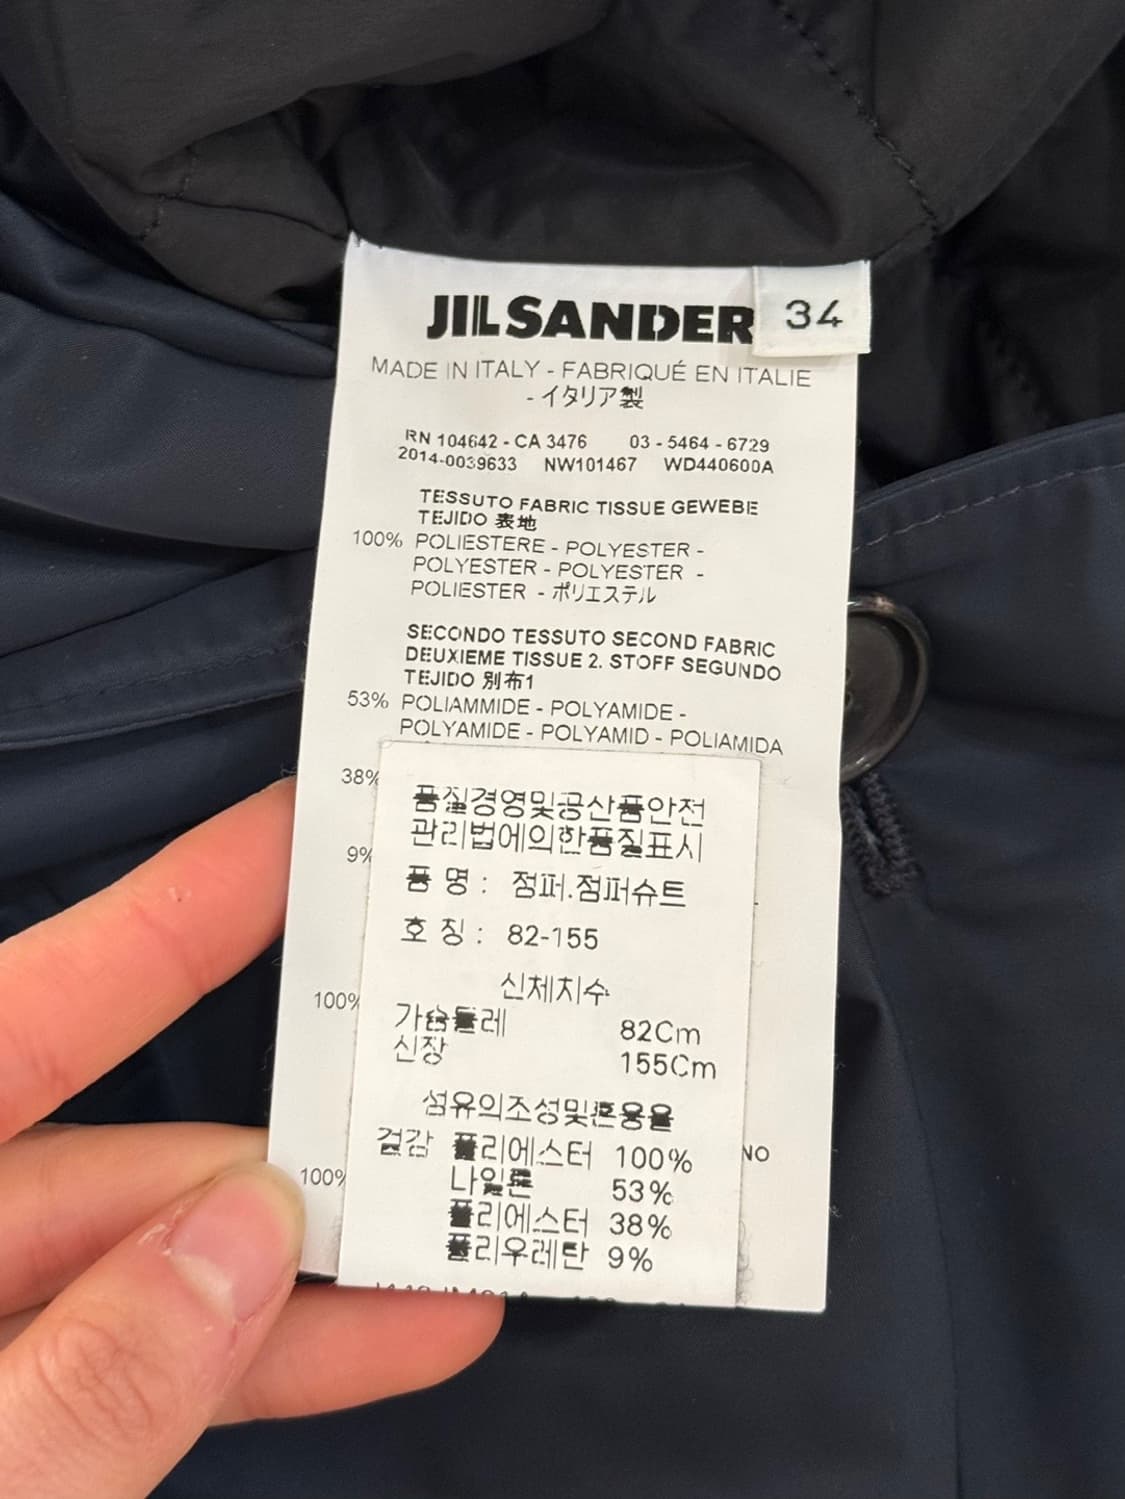 JIL SANDER
34
MADE IN ITALY - FABRIQUÉ EN ITALIE
- イタリア製
RN 104642 - CA 3476 03 - 5464 - 6729
2014-0039633 NW101467 WD440600A
TESSUTO FABRIC TISSUE GEWEBE
TEJIDO 表地
100% POLIESTERE - POLYESTER -
POLYESTER - POLYESTER -
POLIESTER - ポリエステル
SECONDO TESSUTO SECOND FABRIC
DEUXIEME TISSUE 2. STOFF SEGUNDO
TEJIDO 別布1
53% POLIAMMIDE - POLYAMIDE -
POLYAMIDE - POLYAMID - POLIAMIDA
38%
9%
100%
100%
NO
품질경영및공산품안전
관리법에의한품질표시
품 명 : 점퍼.점퍼슈트
호 칭 : 82-155
신체치수
가슴둘레 82Cm
신장 155Cm
섬유의조성및혼용율
겉감 폴리에스터 100%
나일론 53%
폴리에스터 38%
폴리우레탄 9%